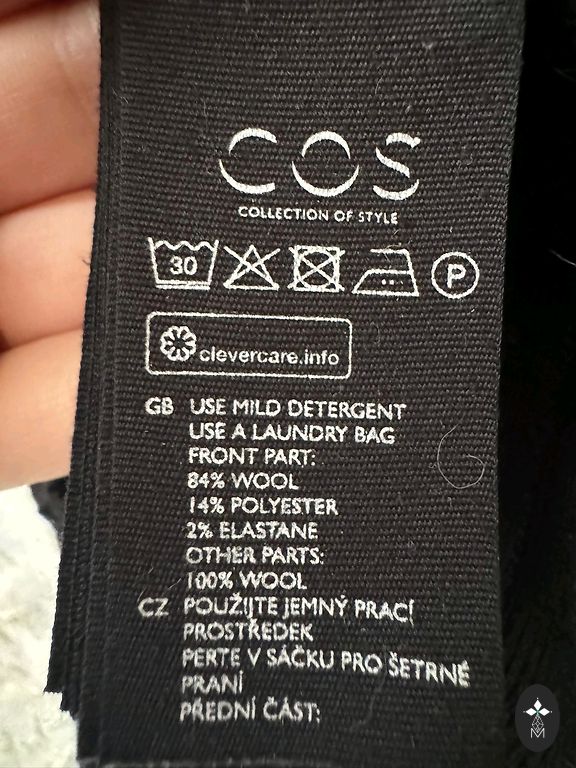 COS
COLLECTION OF STYLE
30 P
clevercare.info
GB USE MILD DETERGENT
USE A LAUNDRY BAG
FRONT PART:
84% WOOL
14% POLYESTER
2% ELASTANE
OTHER PARTS:
100% WOOL
CZ POUŽIJTE JEMNÝ PRACÍ
PROSTŘEDEK
PERTE V SÁČKU PRO ŠETRNÉ
PRANÍ
PŘEDNÍ ČÁST:
M